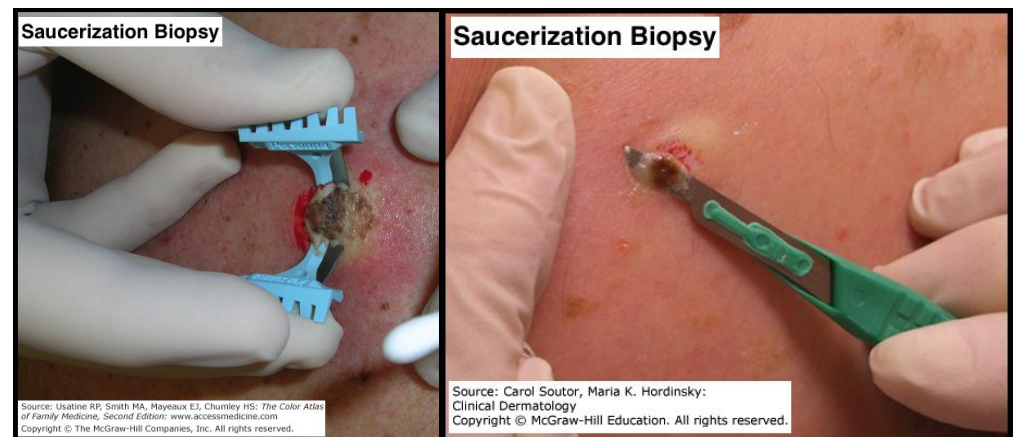 Saucerization Biopsy
Personna
Source: Usatine RP, Smith MA, Mayeaux EJ, Chumley HS: The Color Atlas
of Family Medicine, Second Edition: www.accessmedicine.com
Copyright © The McGraw-Hill Companies, Inc. All rights reserved.
Saucerization Biopsy
Source: Carol Soutor, Maria K. Hordinsky:
Clinical Dermatology
Copyright © McGraw-Hill Education. All rights reserved.